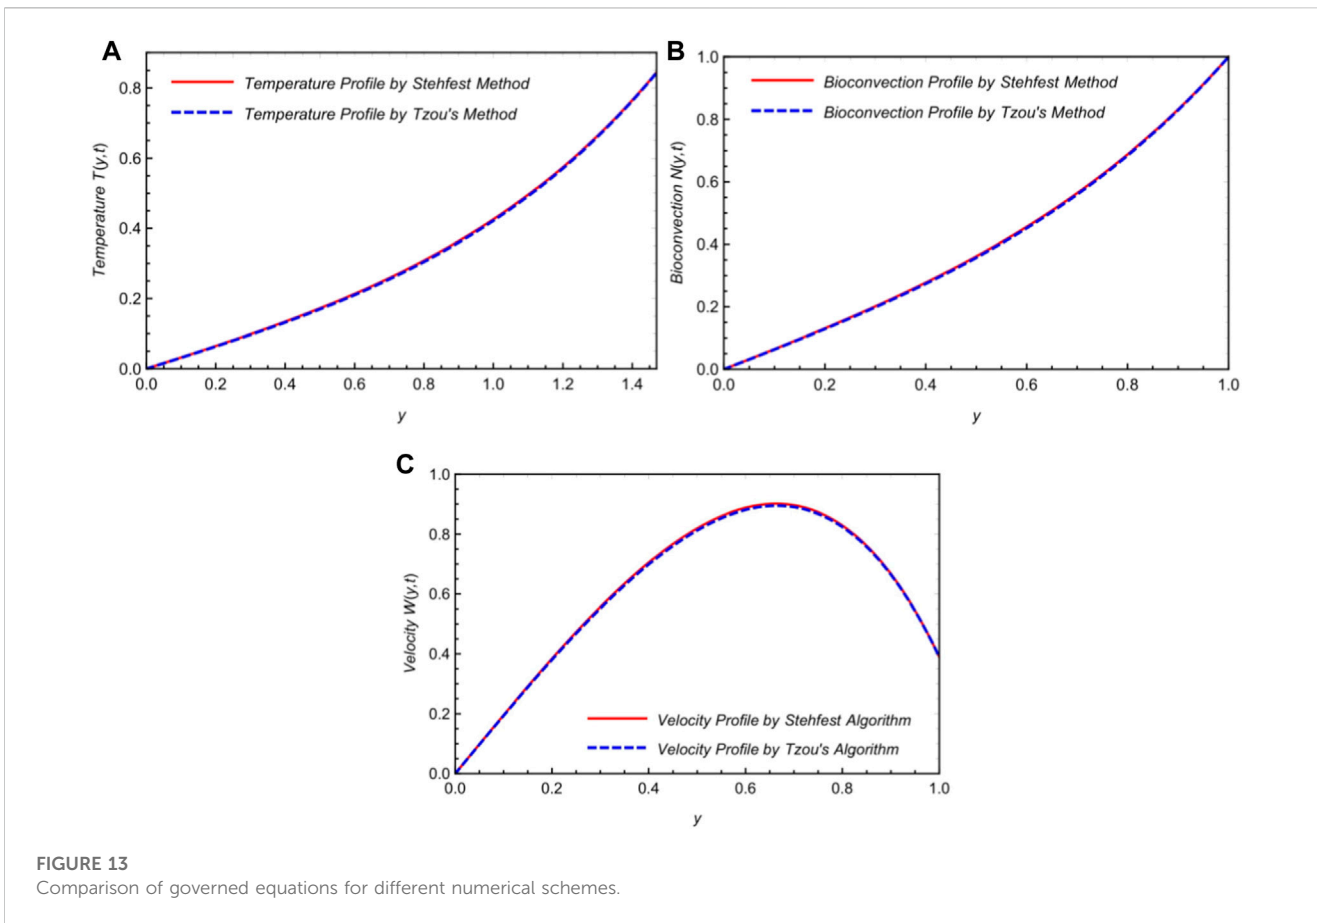 A
Temperature Profile by Stehfest Method
Temperature Profile by Tzou's Method
Temperature T(y,t)
0.8
0.6
0.4
0.2
0.0
0.0 0.2 0.4 0.6 0.8 1.0 1.2 1.4
y
B
Bioconvection Profile by Stehfest Method
Bioconvection Profile by Tzou's Method
Bioconvection N(y,t)
1.0
0.8
0.6
0.4
0.2
0.0
0.0 0.2 0.4 0.6 0.8 1.0
y
C
Velocity W(y,t)
1.0
0.8
0.6
0.4
0.2
0.0
Velocity Profile by Stehfest Algorithm
Velocity Profile by Tzou's Algorithm
0.0 0.2 0.4 0.6 0.8 1.0
y
FIGURE 13
Comparison of governed equations for different numerical schemes.